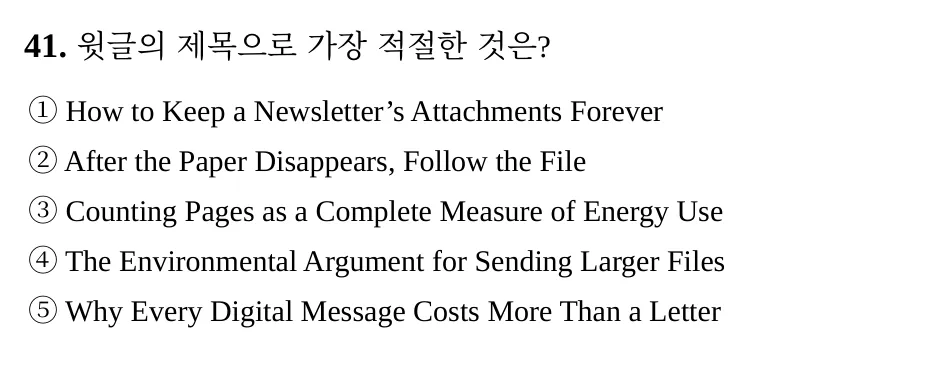 41. 윗글의 제목으로 가장 적절한 것은?
① How to Keep a Newsletter’s Attachments Forever
② After the Paper Disappears, Follow the File
③ Counting Pages as a Complete Measure of Energy Use
④ The Environmental Argument for Sending Larger Files
⑤ Why Every Digital Message Costs More Than a Letter